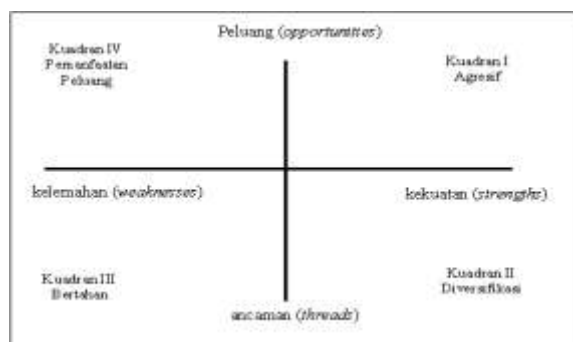 Peluang (opportunities)
Kuadran IV
Pemanfaatan
Peluang
Kuadran I
Agresif
kelemahan (weaknesses)
kekuatan (strengths)
Kuadran III
Bertahan
Kuadran II
Diversifikasi
ancaman (threads)